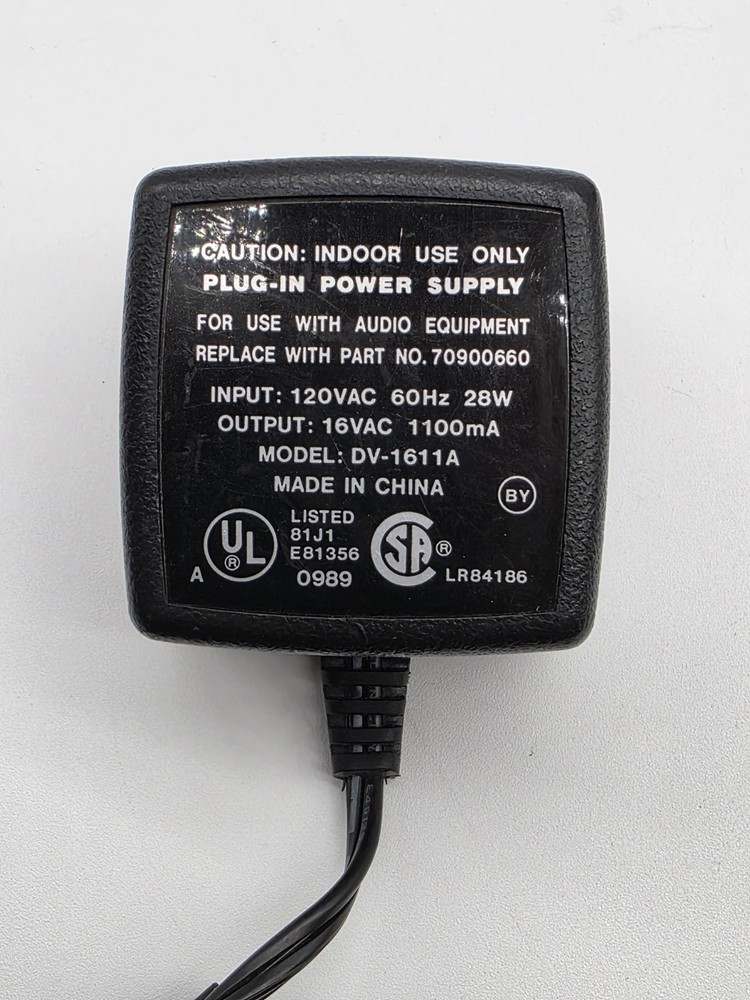 CAUTION: INDOOR USE ONLY
PLUG-IN POWER SUPPLY
FOR USE WITH AUDIO EQUIPMENT
REPLACE WITH PART NO. 70900660
INPUT: 120VAC 60Hz 28W
OUTPUT: 16VAC 1100mA
MODEL: DV-1611A
MADE IN CHINA
BY
UL ®
LISTED
81J1
E81356
SA ®
A
0989
LR84186